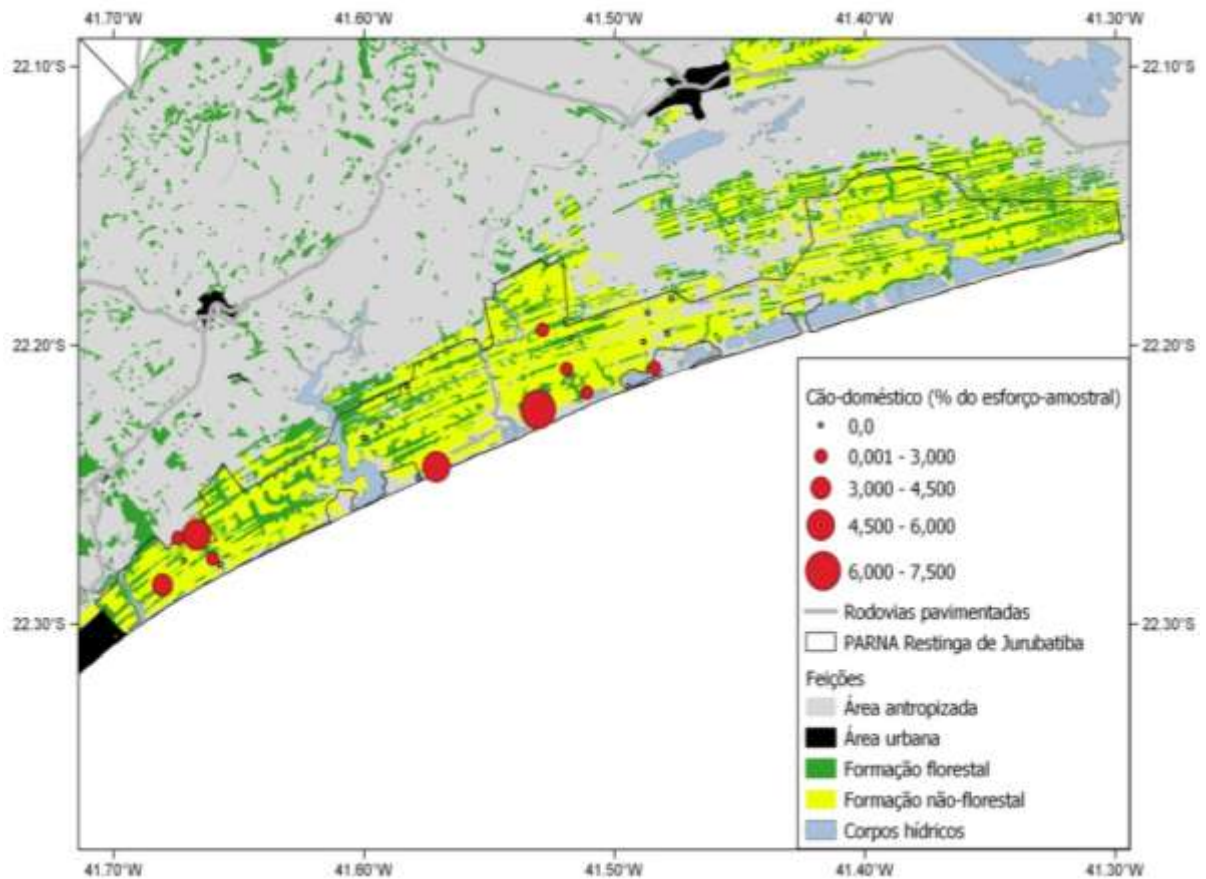 41.70°W 41.60°W 41.50°W 41.40°W 41.30°W
22.10°S 22.10°S
22.20°S 22.20°S
Cão-doméstico (% do esforço-amostral)
0,0
0,001 - 3,000
3,000 - 4,500
4,500 - 6,000
6,000 - 7,500
Rodovias pavimentadas
22.30°S 22.30°S
PARNA Restinga de Jurubatiba
Feições
Área antropizada
Área urbana
Formação florestal
Formação não-florestal
Corpos hídricos
41.70°W 41.60°W 41.50°W 41.40°W 41.30°W